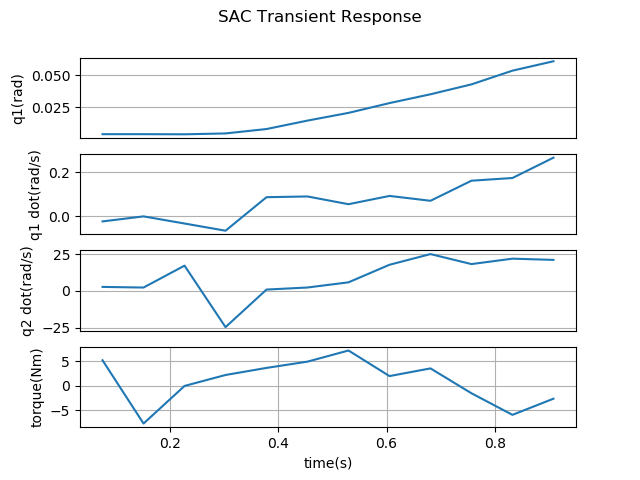 SAC Transient Response
q1(rad)
0.050
0.025
q1 dot(rad/s)
0.2
0.0
q2 dot(rad/s)
25
0
−25
torque(Nm)
5
0
−5
0.2 0.4 0.6 0.8
time(s)